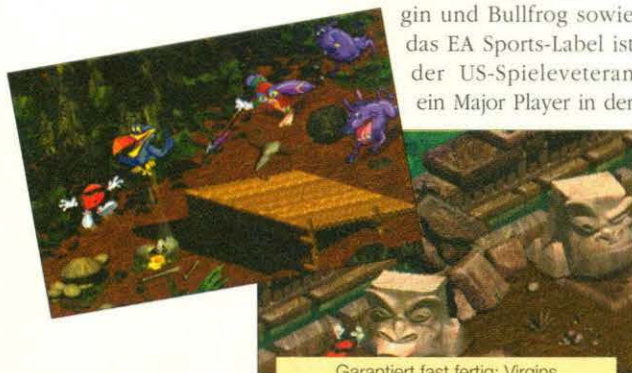 gin und Bullfrog sowie
das EA Sports-Label ist
der US-Spieleveteran
ein Major Player in der
Garantiert fast fertig: Virgins